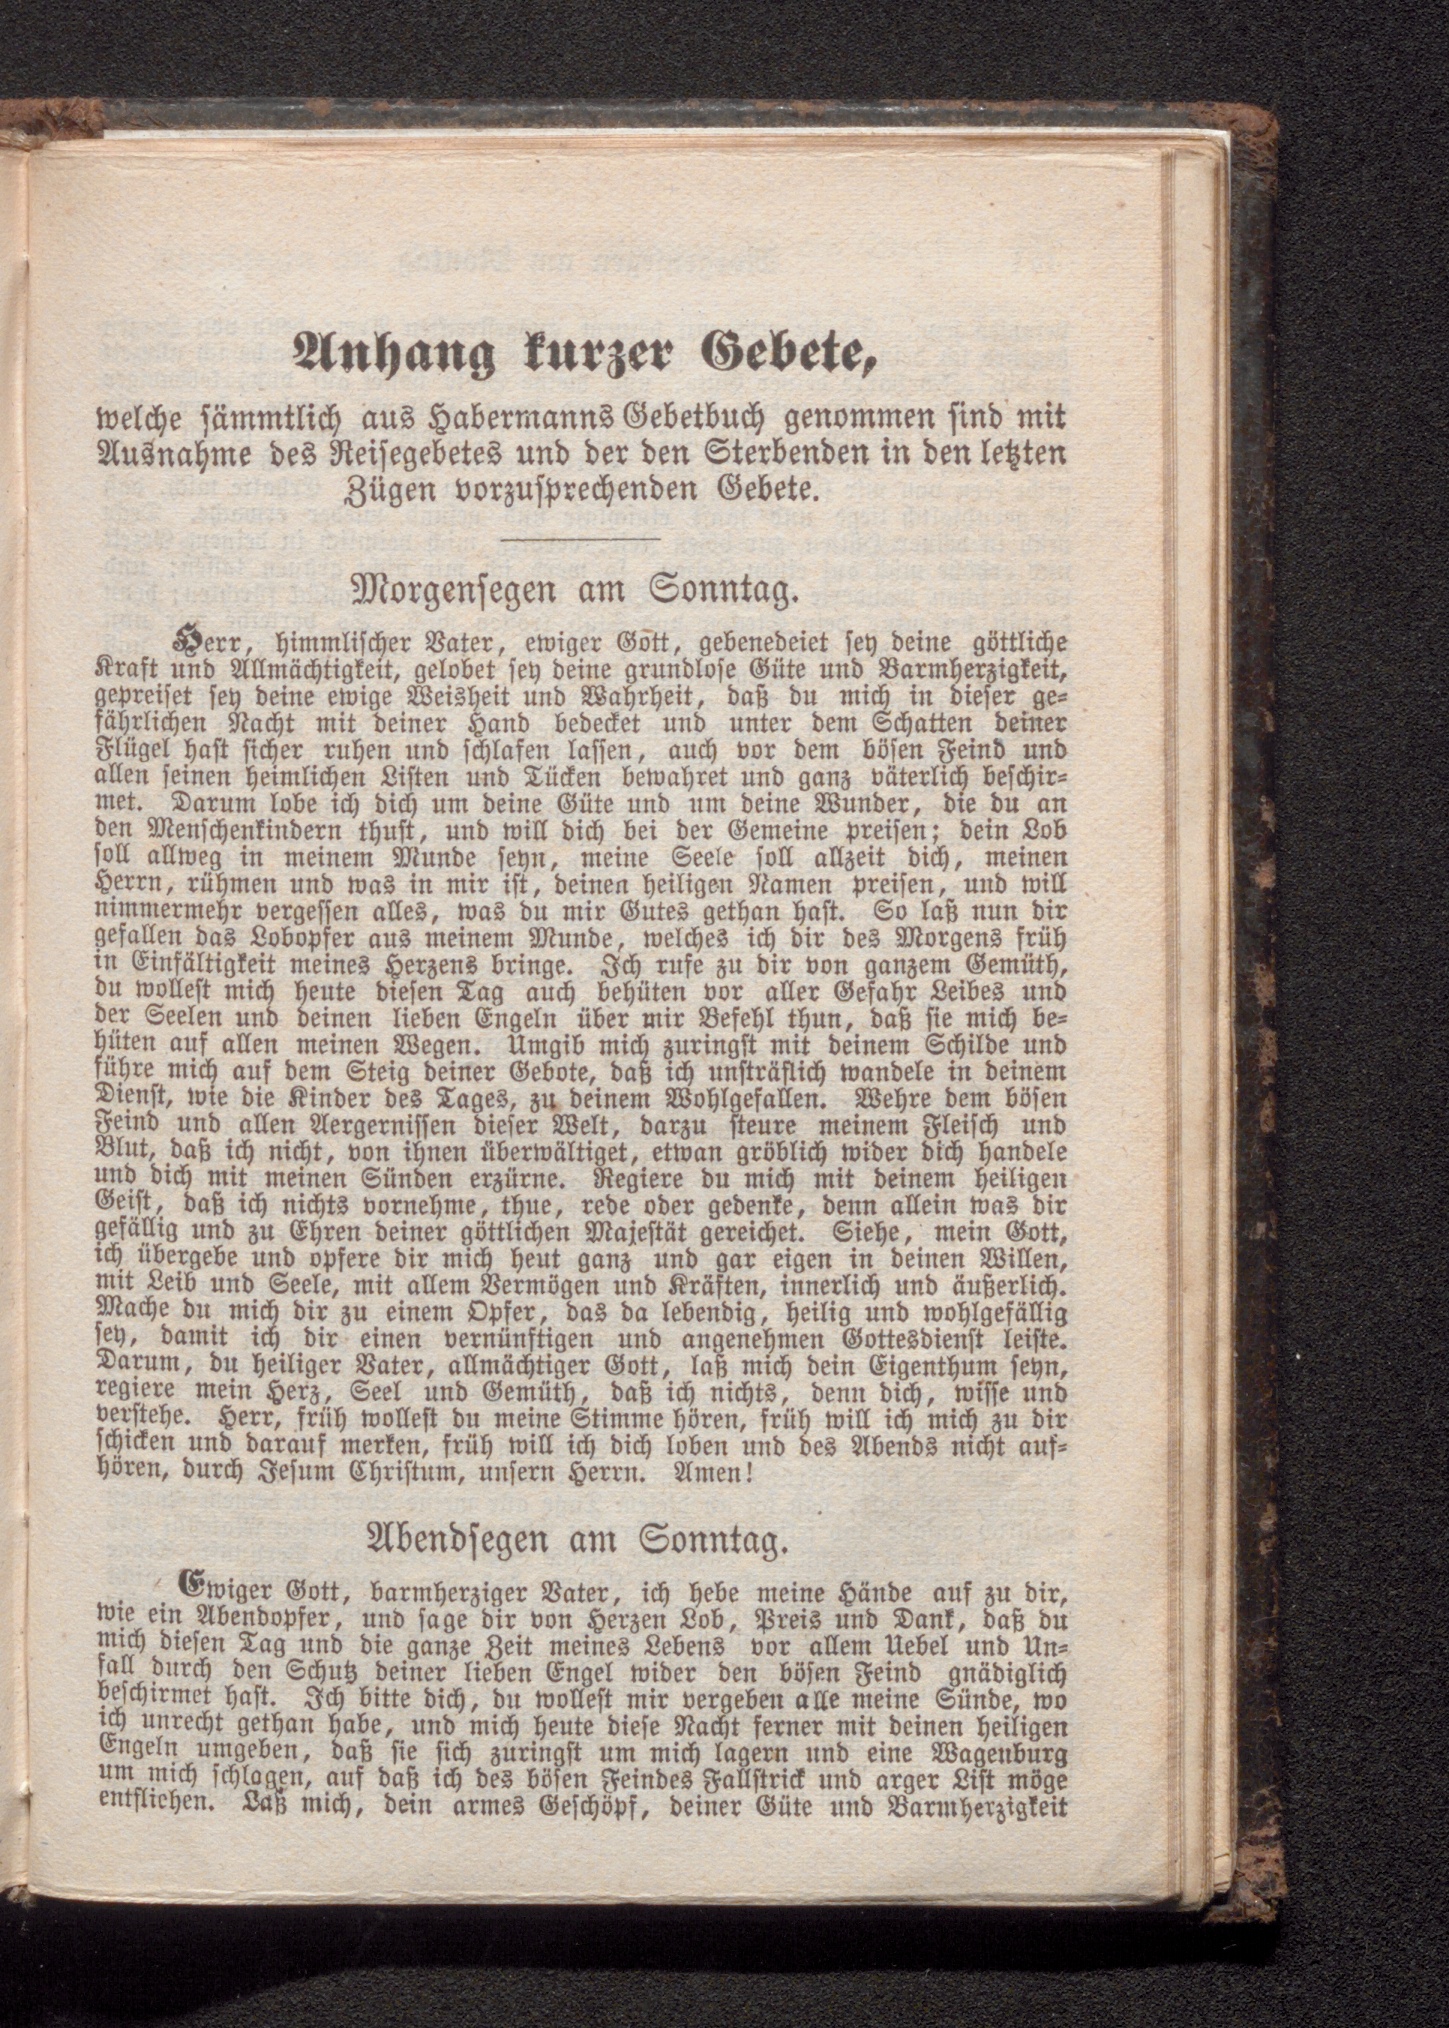 Anhang kurzer Gebete,
welche sämmtlich aus Habermanns Gebetbuch genommen sind mit
Ausnahme des Reisegebetes und der den Sterbenden in den letzten
Zügen vorzusprechenden Gebete.
Morgensegen am Sonntag.
Herr, himmlischer Vater, ewiger Gott, gebenedeiet sey deine göttliche
Kraft und Allmächtigkeit, gelobet sey deine grundlose Güte und Barmherzigkeit,
gepreiset sey deine ewige Weisheit und Wahrheit, daß du mich in dieser ge-
fährlichen Nacht mit deiner Hand bedecket und unter dem Schatten deiner
Flügel hast sicher ruhen und schlafen lassen, auch vor dem bösen Feind und
allen seinen heimlichen Listen und Tücken bewahret und ganz väterlich beschir-
met. Darum lobe ich dich um deine Güte und um deine Wunder, die du an
den Menschenkindern thust, und will dich bei der Gemeine preisen; dein Lob
soll allweg in meinem Munde seyn, meine Seele soll allzeit dich, meinen
Herrn, rühmen und was in mir ist, deinen heiligen Namen preisen, und will
nimmermehr vergessen alles, was du mir Gutes gethan hast. So laß nun dir
gefallen das Lobopfer aus meinem Munde, welches ich dir des Morgens früh
in Einfältigkeit meines Herzens bringe. Ich rufe zu dir von ganzem Gemüth,
du wollest mich heute diesen Tag auch behüten vor aller Gefahr Leibes und
der Seelen und deinen lieben Engeln über mir Befehl thun, daß sie mich be-
hüten auf allen meinen Wegen. Umgib mich zuringst mit deinem Schilde und
führe mich auf dem Steig deiner Gebote, daß ich unsträflich wandele in deinem
Dienst, wie die Kinder des Tages, zu deinem Wohlgefallen. Wehre dem bösen
Feind und allen Aergernissen dieser Welt, darzu steure meinem Fleisch und
Blut, daß ich nicht, von ihnen überwältiget, etwan gröblich wider dich handele
und dich mit meinen Sünden erzürne. Regiere du mich mit deinem heiligen
Geist, daß ich nichts vornehme, thue, rede oder gedenke, denn allein was dir
gefällig und zu Ehren deiner göttlichen Majestät gereichet. Siehe, mein Gott,
ich übergebe und opfere dir mich heut ganz und gar eigen in deinen Willen,
mit Leib und Seele, mit allem Vermögen und Kräften, innerlich und äußerlich.
Mache du mich dir zu einem Opfer, das da lebendig, heilig und wohlgefällig
sey, damit ich dir einen vernünftigen und angenehmen Gottesdienst leiste.
Darum, du heiliger Vater, allmächtiger Gott, laß mich dein Eigenthum seyn,
regiere mein Herz, Seel und Gemüth, daß ich nichts, denn dich, wisse und
verstehe. Herr, früh wollest du meine Stimme hören, früh will ich mich zu dir
schicken und darauf merken, früh will ich dich loben und des Abends nicht auf-
hören, durch Jesum Christum, unsern Herrn. Amen!
Abendsegen am Sonntag.
Ewiger Gott, barmherziger Vater, ich hebe meine Hände auf zu dir,
wie ein Abendopfer, und sage dir von Herzen Lob, Preis und Dank, daß du
mich diesen Tag und die ganze Zeit meines Lebens vor allem Uebel und Un-
fall durch den Schutz deiner lieben Engel wider den bösen Feind gnädiglich
beschirmet hast. Ich bitte dich, du wollest mir vergeben alle meine Sünde, wo
ich unrecht gethan habe, und mich heute diese Nacht ferner mit deinen heiligen
Engeln umgeben, daß sie sich zuringst um mich lagern und eine Wagenburg
um mich schlagen, auf daß ich des bösen Feindes Fallstrick und arger List möge
entfliehen. Laß mich, dein armes Geschöpf, deiner Güte und Barmherzigkeit